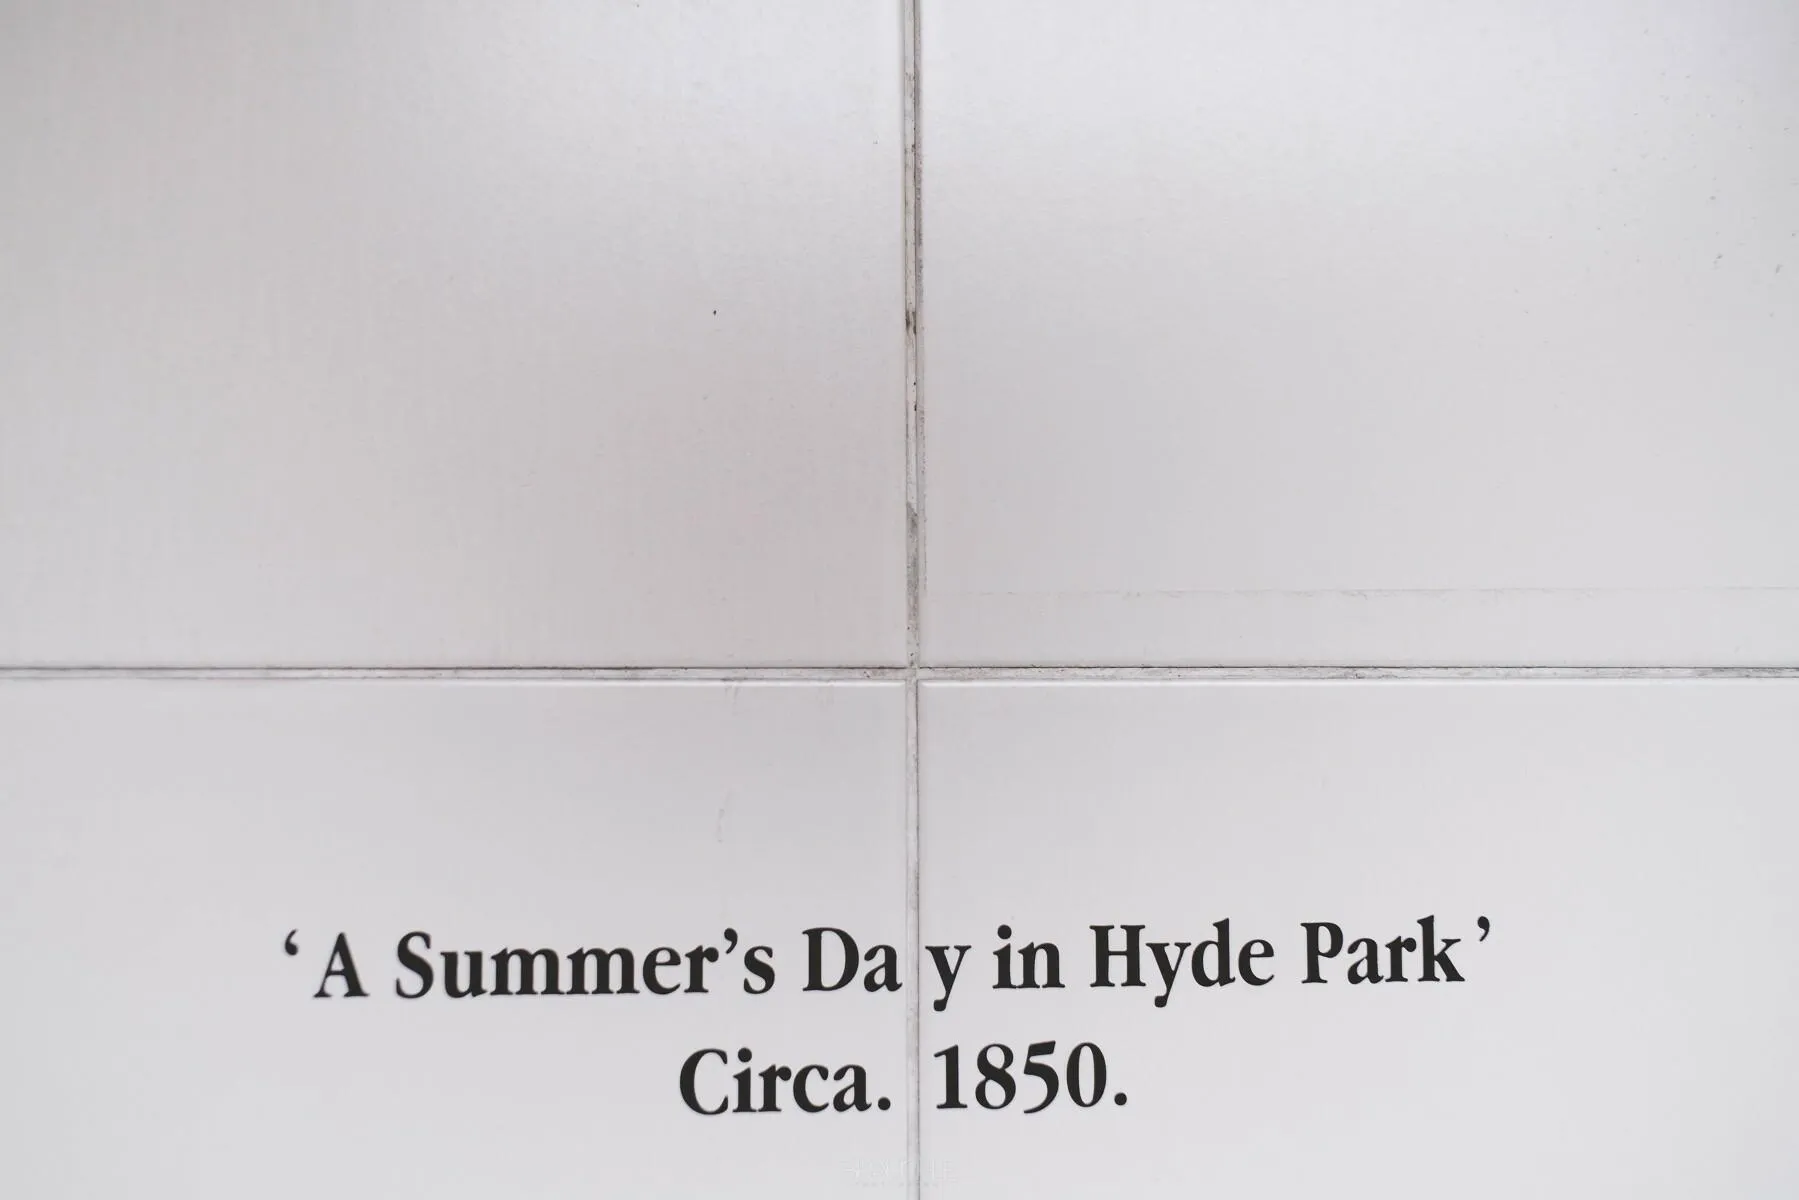 ‘A Summer’s Day in Hyde Park’
Circa. 1850.